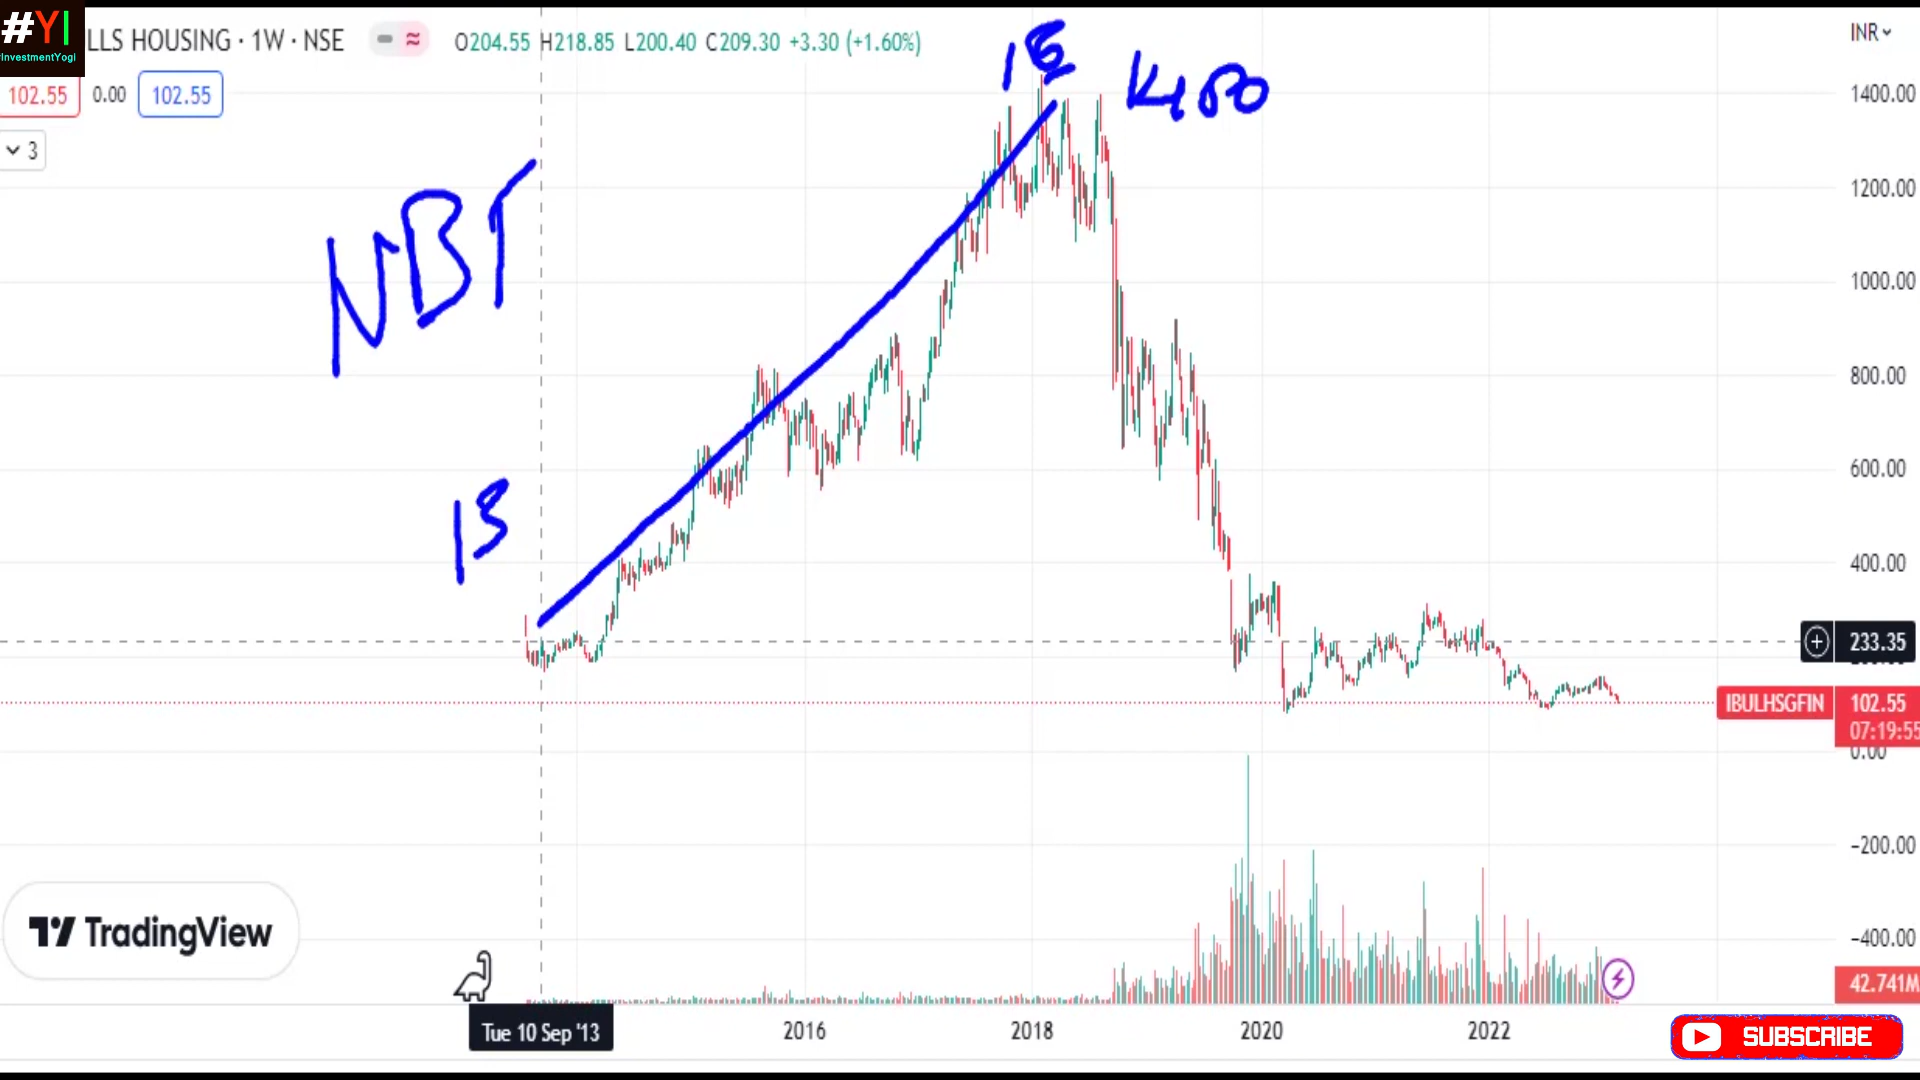 #YI
InvestmentYogi
LLS HOUSING · 1W · NSE
O204.55 H218.85 L200.40 C209.30 +3.30 (+1.60%)
INR
102.55 0.00 102.55
3
NBT
13
18
1400.00
1200.00
1000.00
800.00
600.00
400.00
233.35
IBULHSGFIN 102.55
07:19:55
0.00
-200.00
-400.00
42.741M
TradingView
Tue 10 Sep '13
2016 2018 2020 2022
SUBSCRIBE